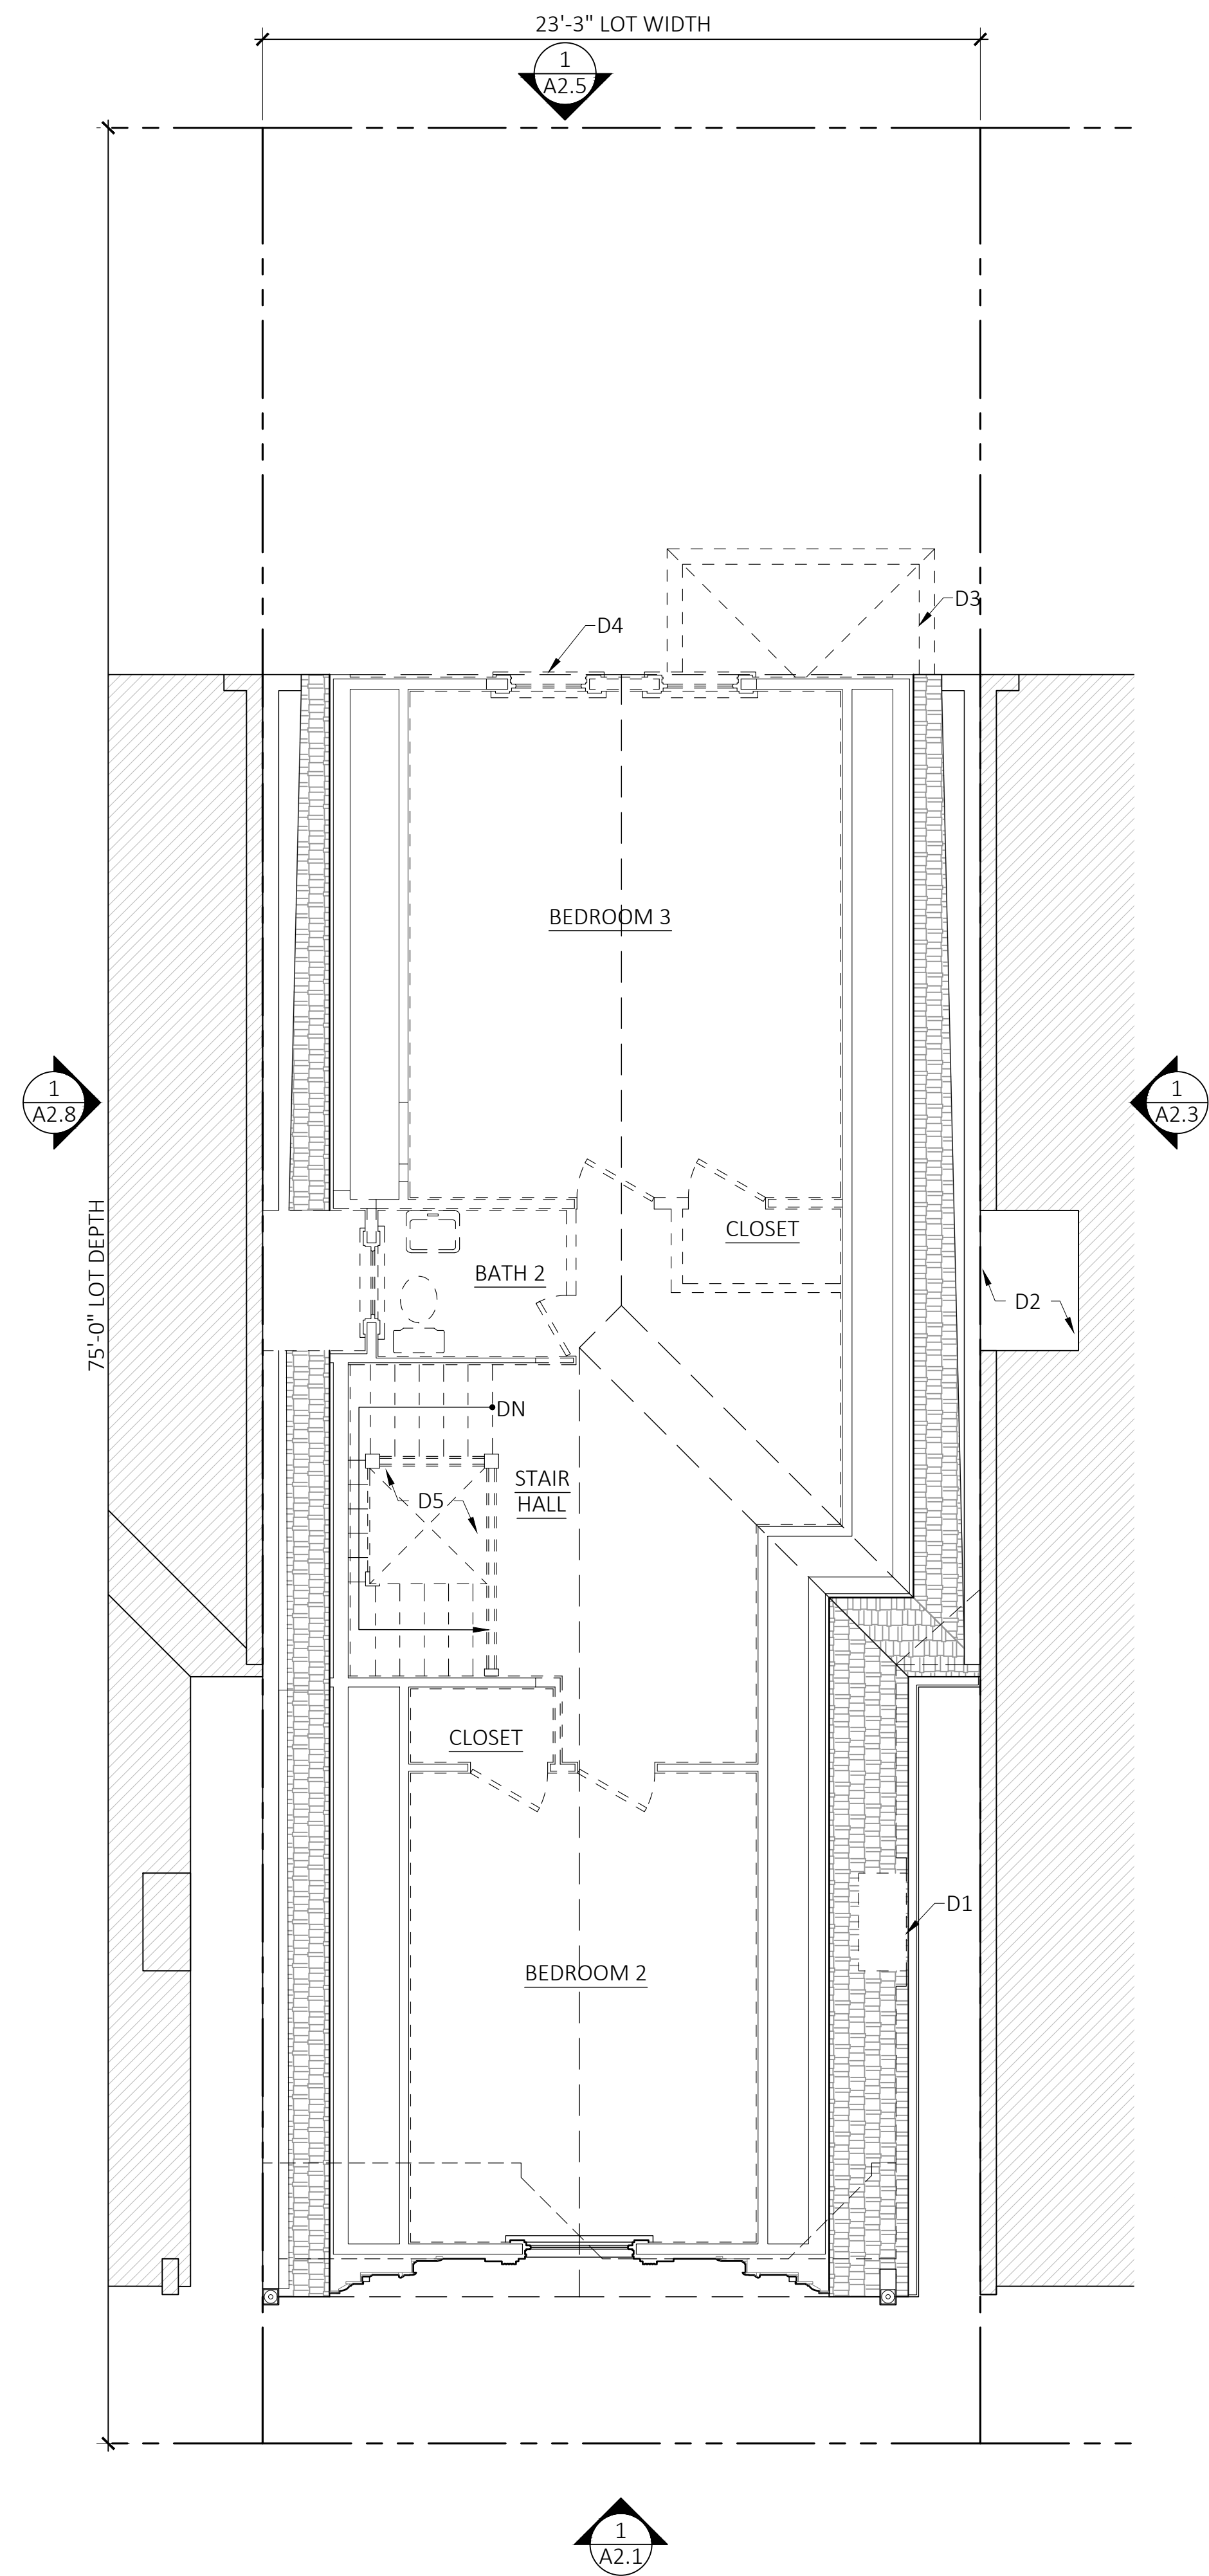 23'-3" LOT WIDTH
1
A2.5
D3
D4
BEDROOM 3
1
A2.8
1
A2.3
75'-0" LOT DEPTH
CLOSET
BATH 2
D2
DN
STAIR
HALL
D5
CLOSET
D1
BEDROOM 2
1
A2.1